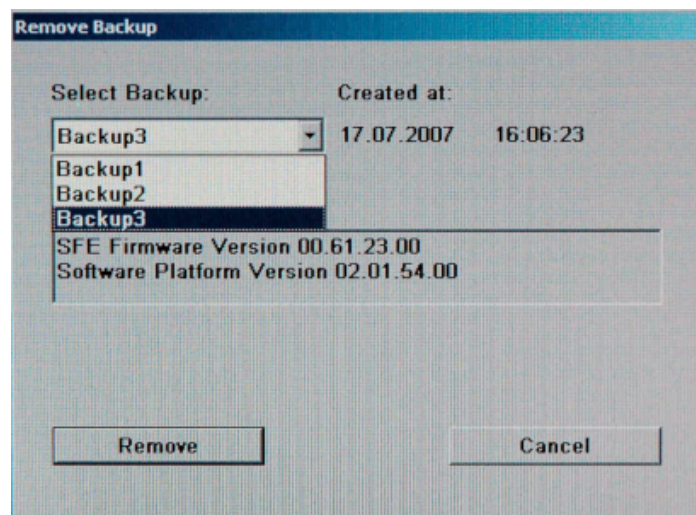 Remove Backup
Select Backup: Created at:
Backup3 17.07.2007 16:06:23
Backup1
Backup2
Backup3
SFE Firmware Version 00.61.23.00
Software Platform Version 02.01.54.00
Remove Cancel